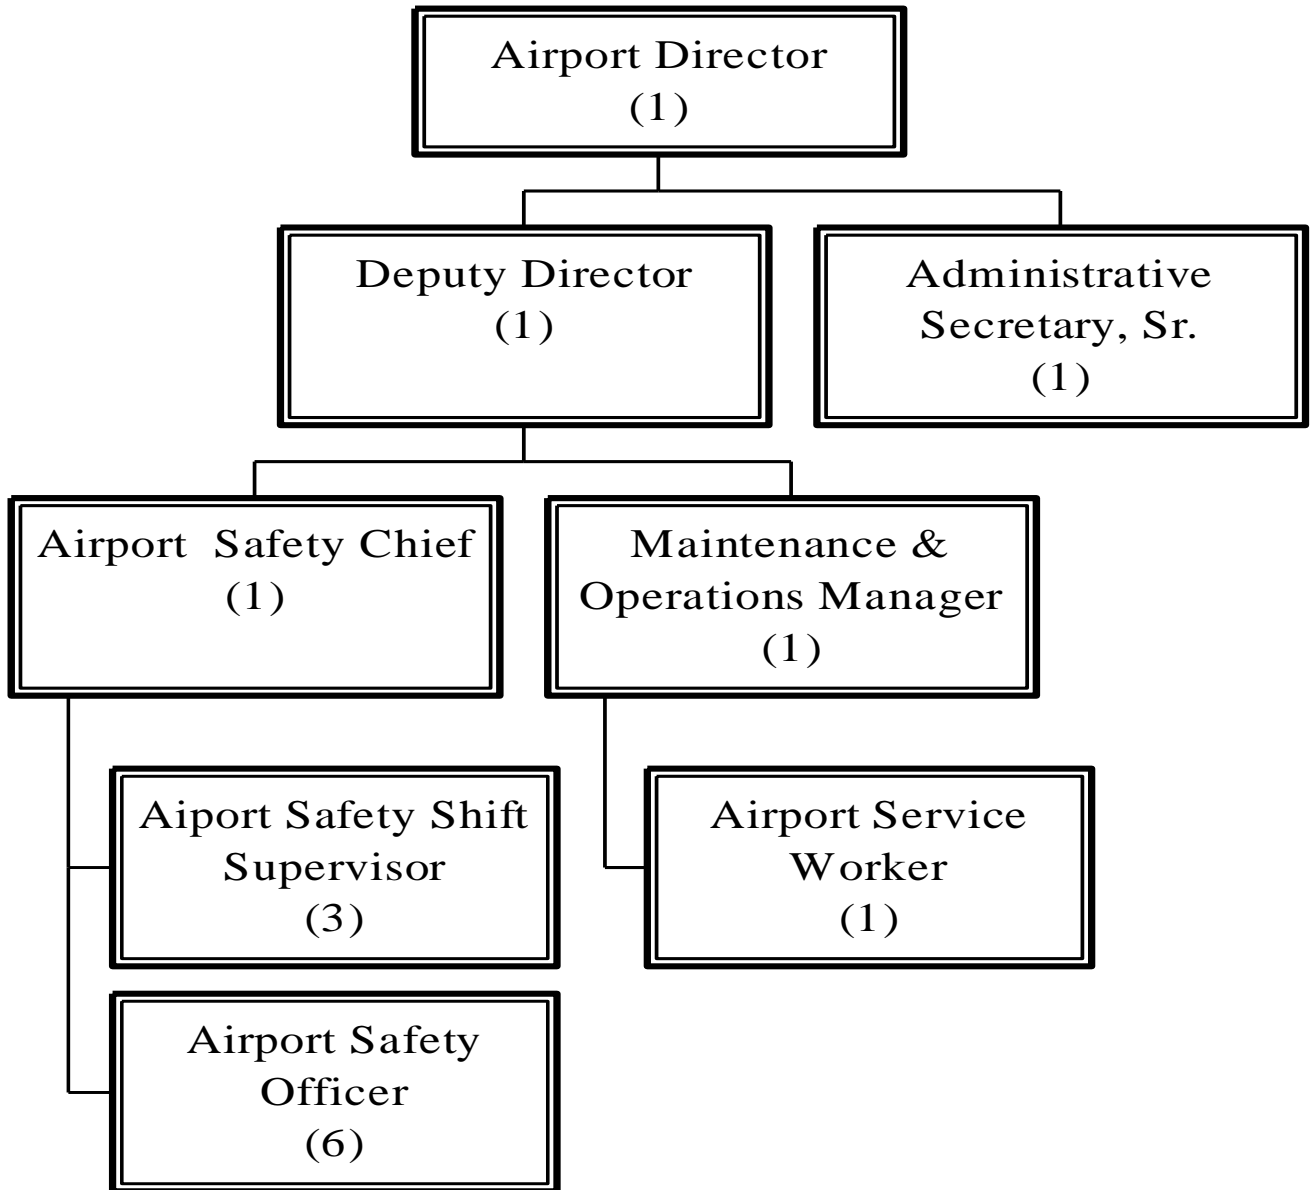 Airport Director
(1)
Deputy Director
(1)
Administrative
Secretary, Sr.
(1)
Airport  Safety Chief
(1)
Maintenance &
Operations Manager
(1)
Aiport Safety Shift
Supervisor
(3)
Airport Service
Worker
(1)
Airport Safety
Officer
(6)